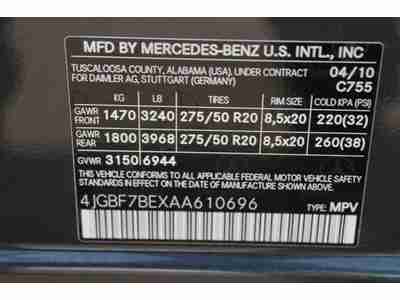 MFD BY MERCEDES-BENZ U.S. INTL., INC
TUSCALOOSA COUNTY, ALABAMA (USA), UNDER CONTRACT 04/10
FOR DAIMLER AG, STUTTGART (GERMANY) C755
KG LB TIRES RIM SIZE COLD KPA (PSI)
GAWR FRONT 1470 3240 275/50 R20 8,5x20 220(32)
GAWR REAR 1800 3968 275/50 R20 8,5x20 260(38)
GVWR 3150 6944
THIS VEHICLE CONFORMS TO ALL APPLICABLE FEDERAL MOTOR
VEHICLE SAFETY AND THEFT PREVENTION STANDARDS IN EFFECT
ON THE DATE OF MANUFACTURE SHOWN ABOVE.
4JGBF7BEXAA610696 TYPE: MPV